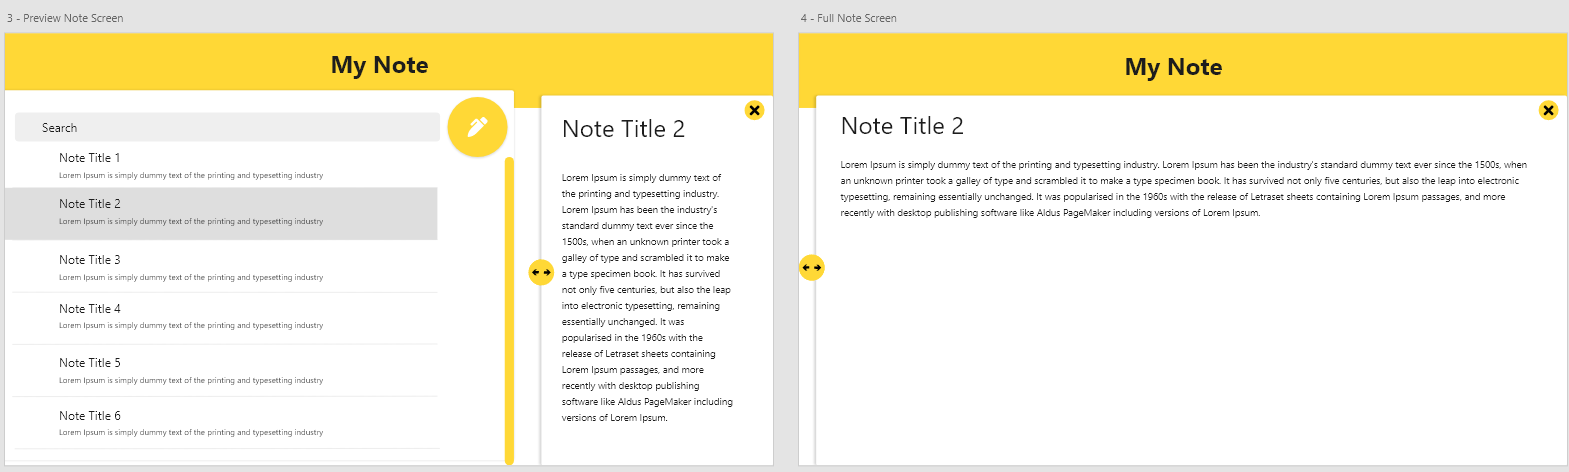 3 - Preview Note Screen
My Note
Search
Note Title 1
Lorem Ipsum is simply dummy text of the printing and typesetting industry
Note Title 2
Lorem Ipsum is simply dummy text of the printing and typesetting industry
Note Title 3
Lorem Ipsum is simply dummy text of the printing and typesetting industry
Note Title 4
Lorem Ipsum is simply dummy text of the printing and typesetting industry
Note Title 5
Lorem Ipsum is simply dummy text of the printing and typesetting industry
Note Title 6
Lorem Ipsum is simply dummy text of the printing and typesetting industry
Note Title 2
Lorem Ipsum is simply dummy text of
the printing and typesetting industry.
Lorem Ipsum has been the industry's
standard dummy text ever since the
1500s, when an unknown printer took a
galley of type and scrambled it to make
a type specimen book. It has survived
not only five centuries, but also the leap
into electronic typesetting, remaining
essentially unchanged. It was
popularised in the 1960s with the
release of Letraset sheets containing
Lorem Ipsum passages, and more
recently with desktop publishing
software like Aldus PageMaker including
versions of Lorem Ipsum.
4 - Full Note Screen
My Note
Note Title 2
Lorem Ipsum is simply dummy text of the printing and typesetting industry. Lorem Ipsum has been the industry's standard dummy text ever since the 1500s, when
an unknown printer took a galley of type and scrambled it to make a type specimen book. It has survived not only five centuries, but also the leap into electronic
typesetting, remaining essentially unchanged. It was popularised in the 1960s with the release of Letraset sheets containing Lorem Ipsum passages, and more
recently with desktop publishing software like Aldus PageMaker including versions of Lorem Ipsum.